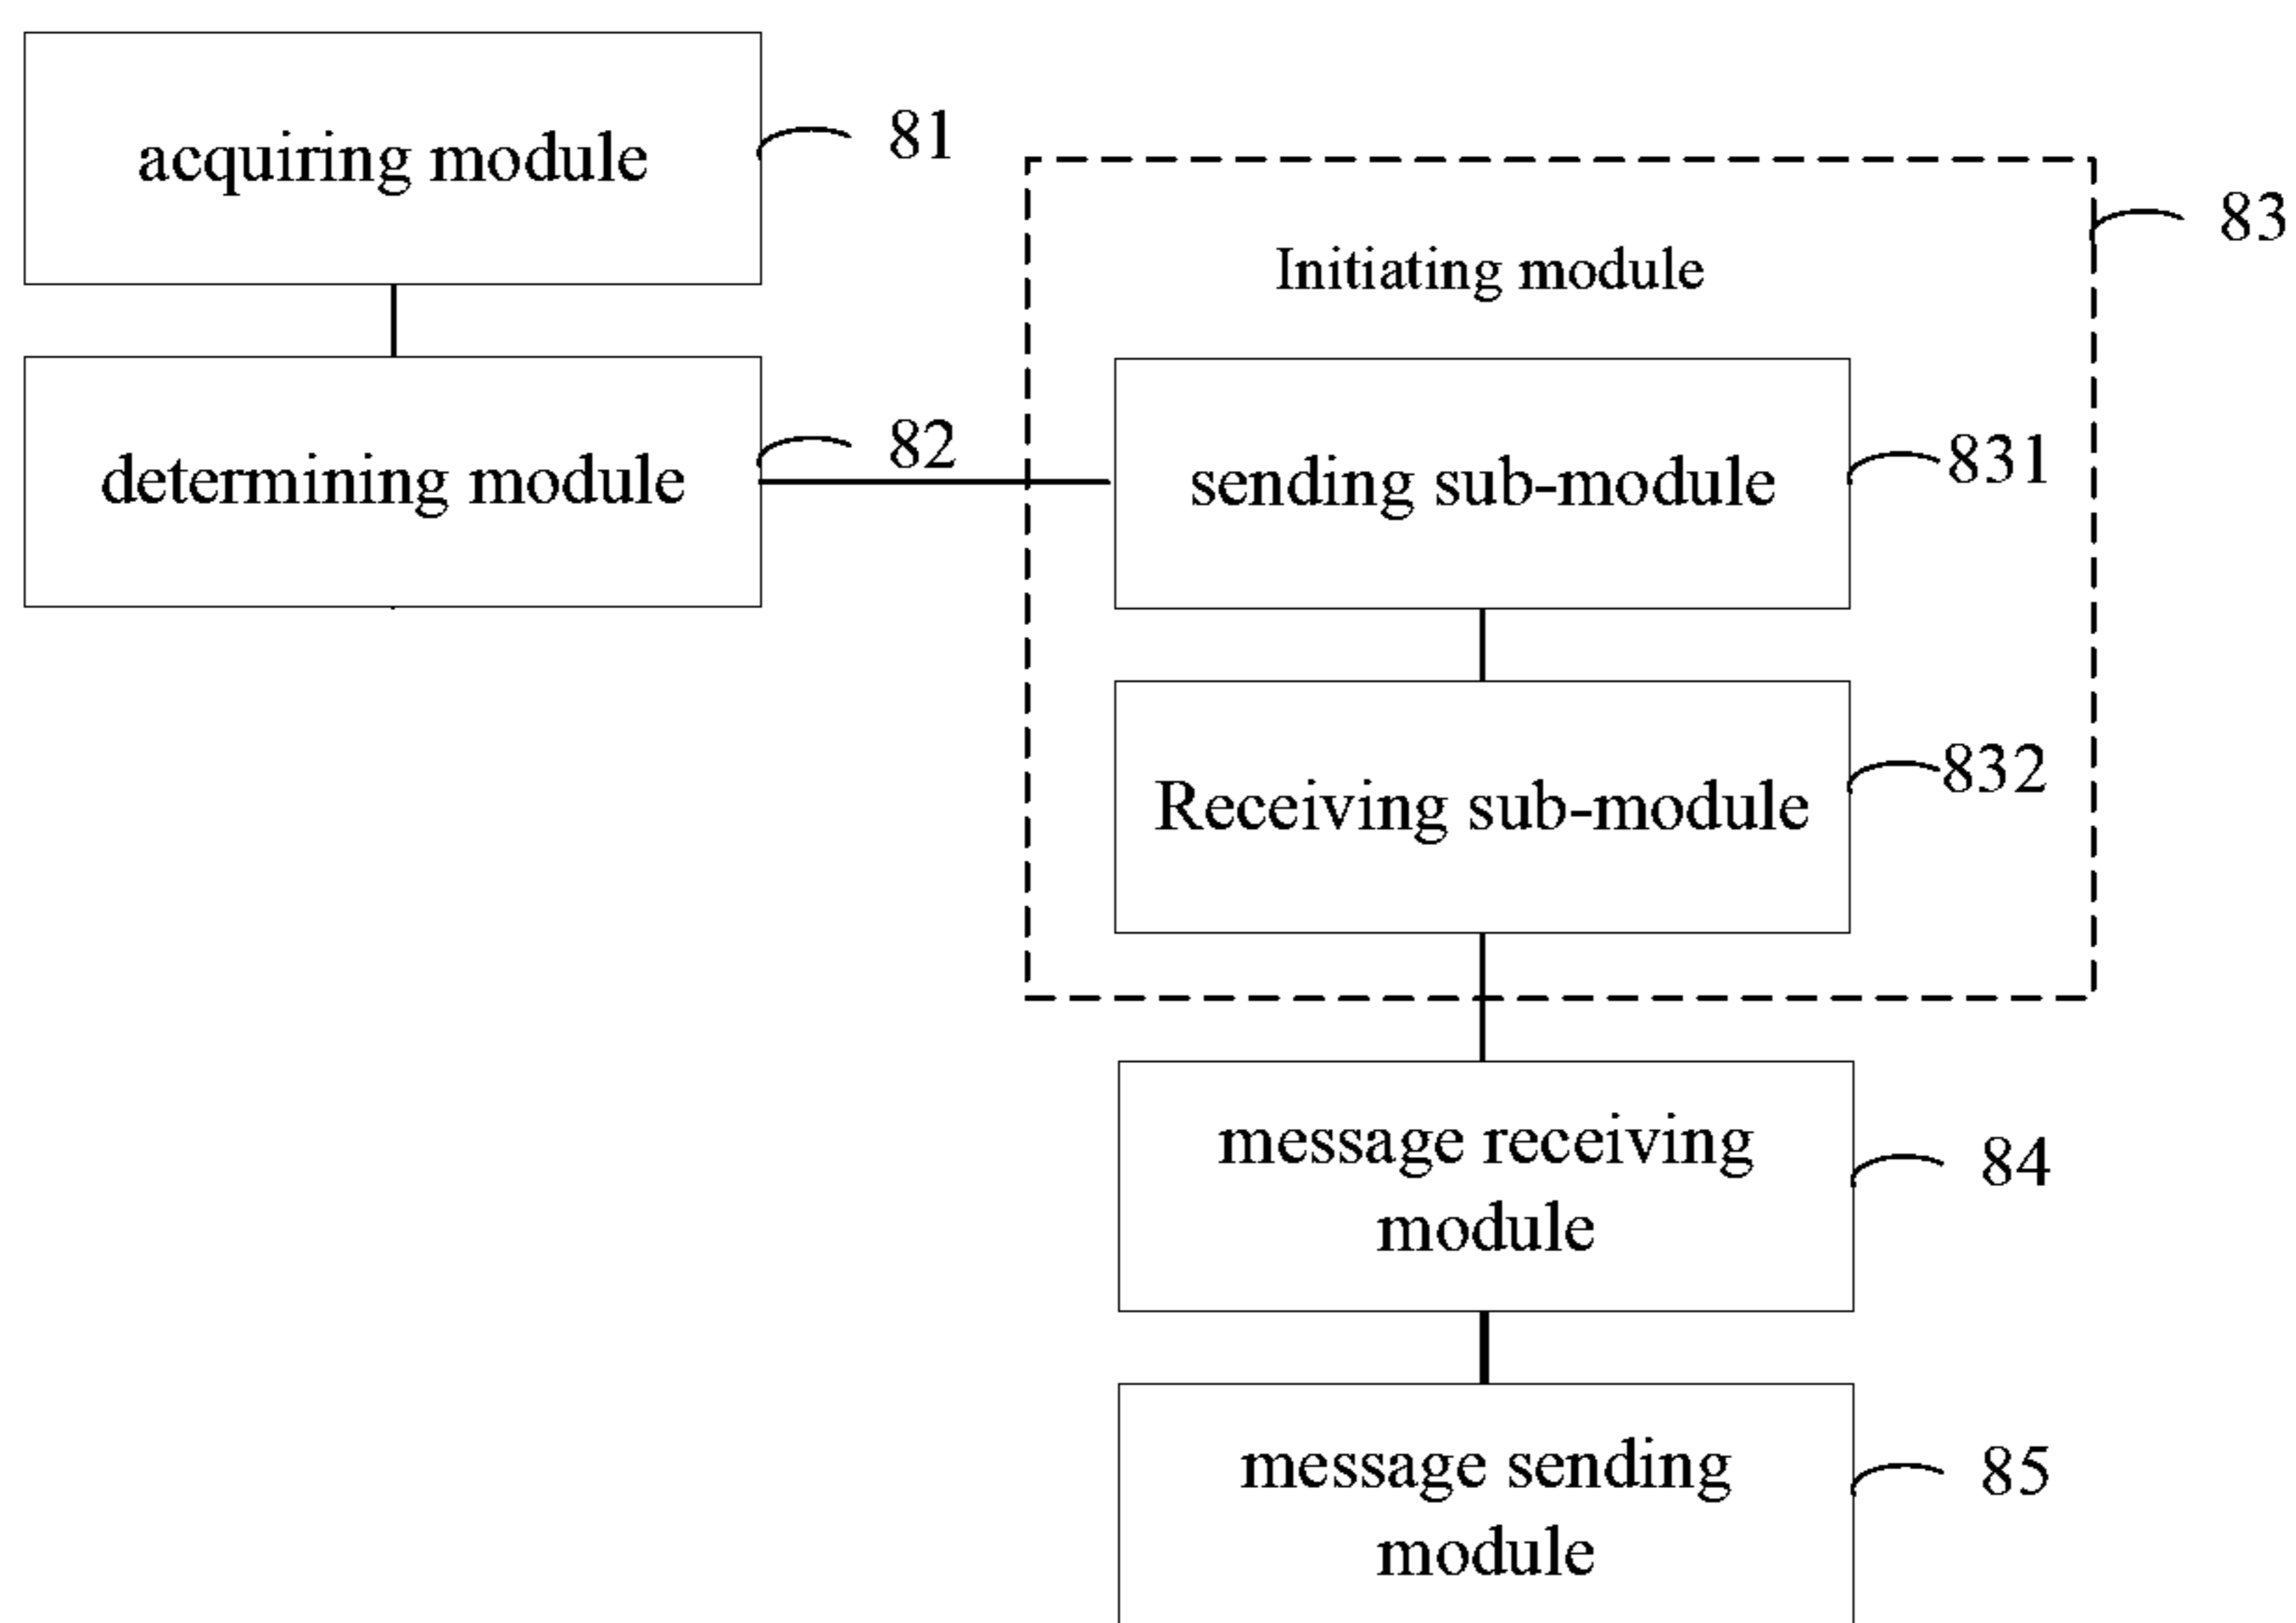 acquiring module
81
determining module
82
Initiating module
83
sending sub-module
831
Receiving sub-module
832
message receiving
module
84
message sending
module
85